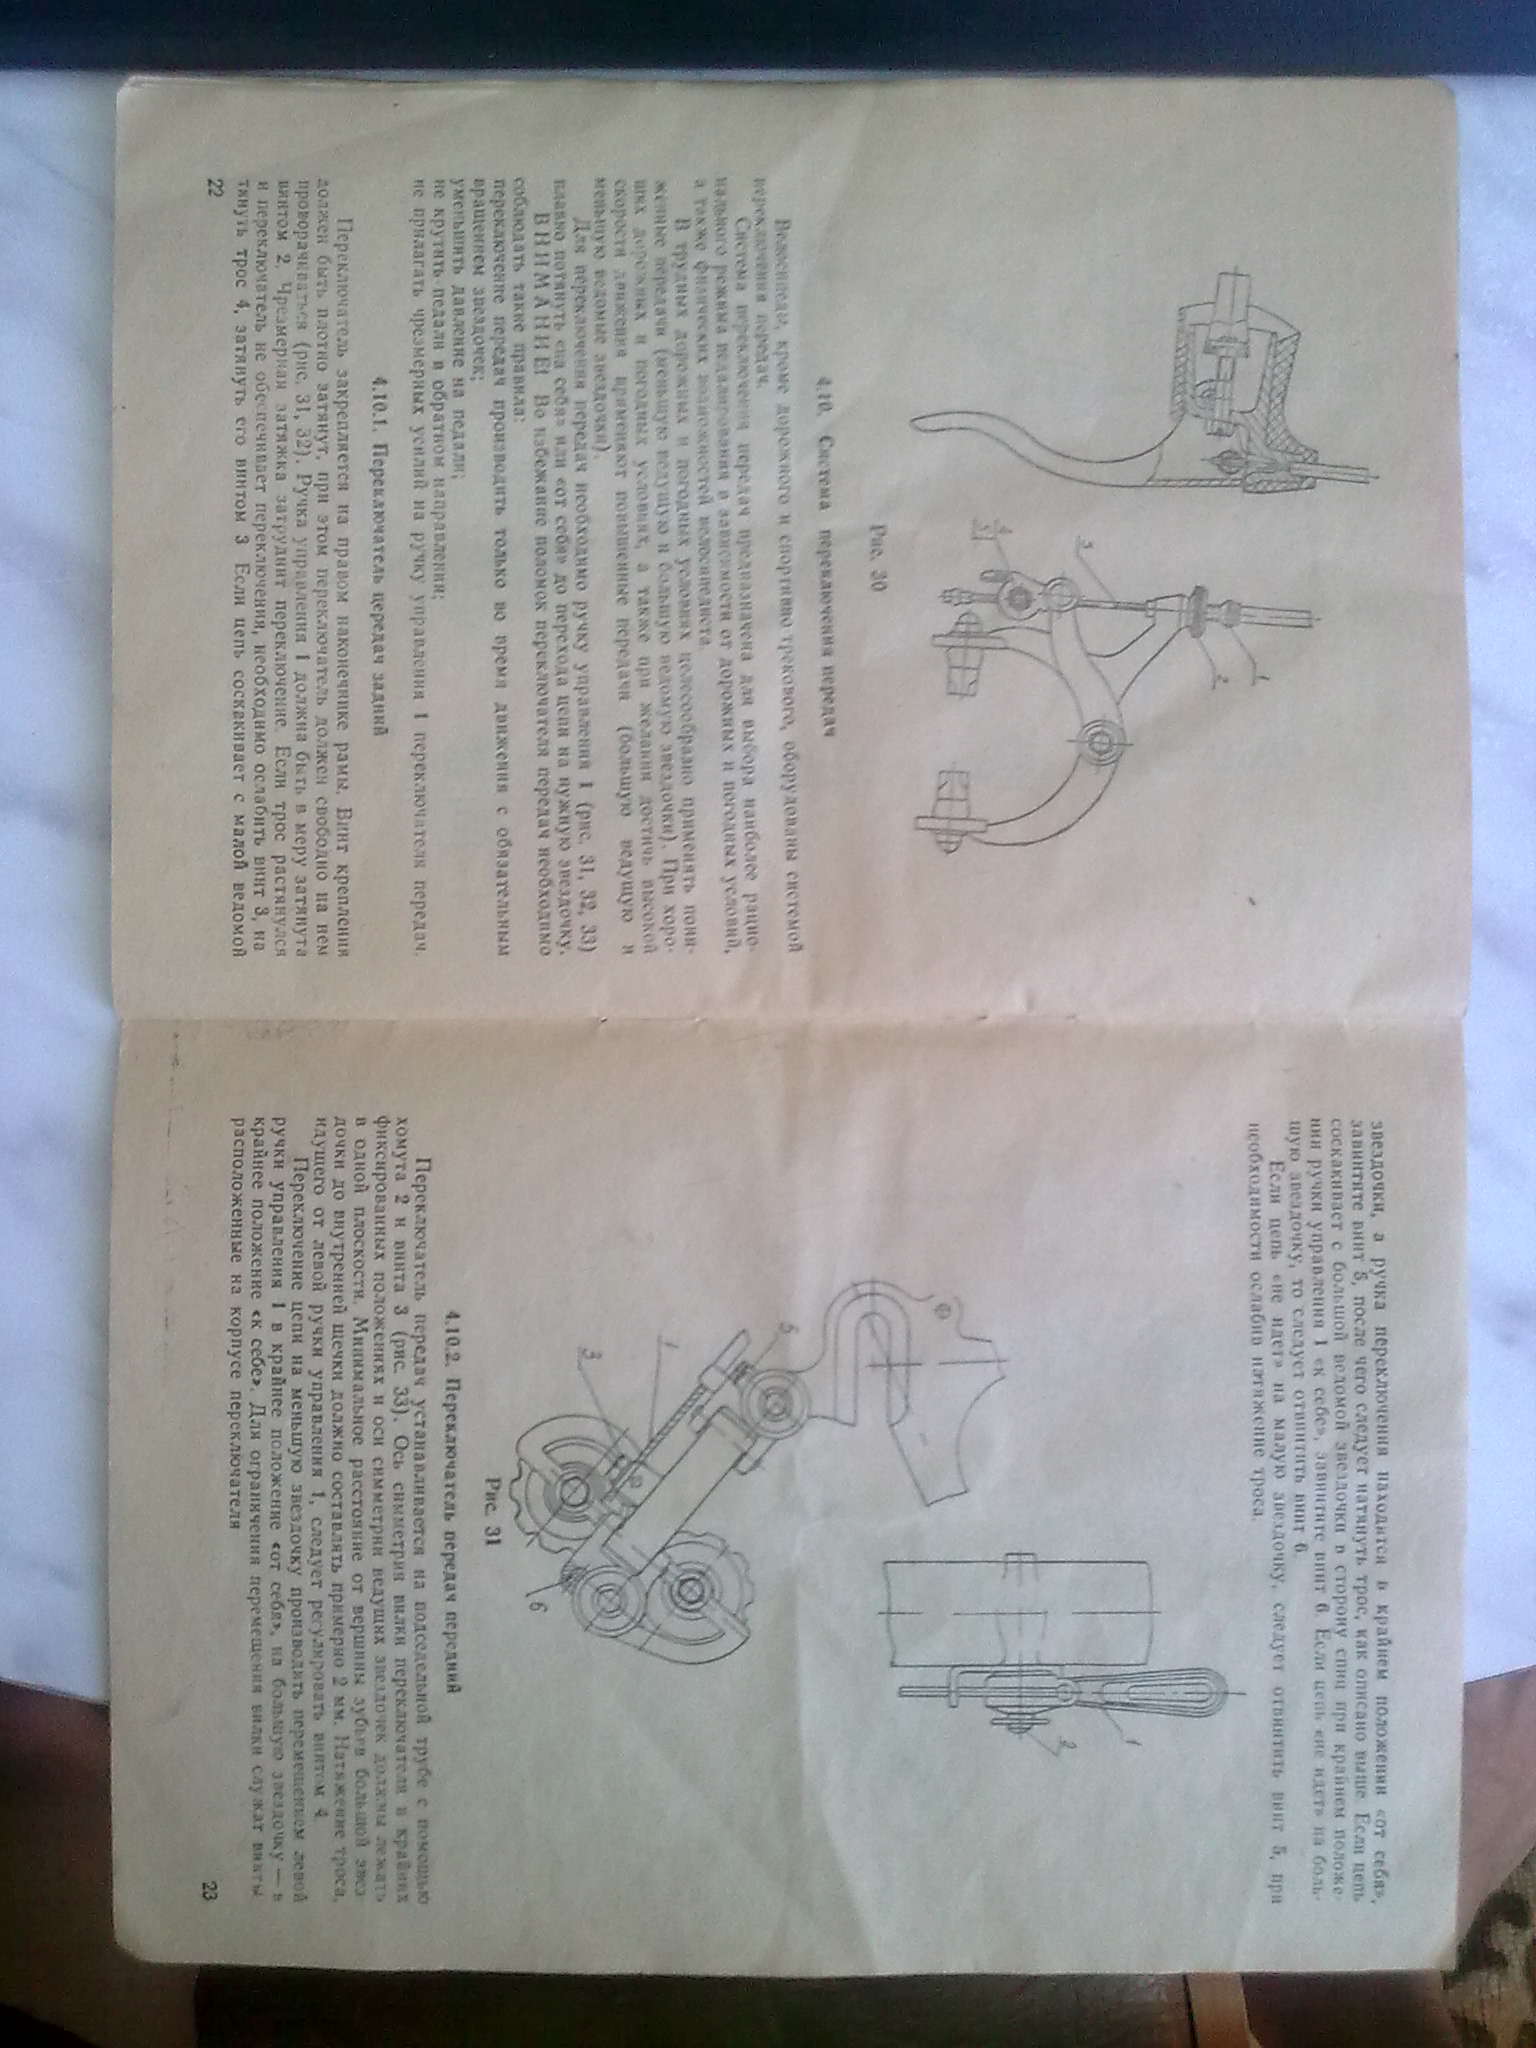 1
2
3
4
5
Рис. 30
4.10. Система переключения передач
Велосипеды, кроме дорожного и спортивно трекового, оборудованы системой
переключения передач.
Система переключения передач предназначена для выбора наиболее рацио-
нального режима педалирования в зависимости от дорожных и погодных условий,
а также физических возможностей велосипедиста.
В трудных дорожных и погодных условиях целесообразно применять пони-
женные передачи (меньшую ведущую и большую ведомую звездочки). При хоро-
ших дорожных и погодных условиях, а также при желании достичь высокой
скорости движения применяют повышенные передачи (большую ведущую и
меньшую ведомые звездочки).
Для переключения передач необходимо ручку управления 1 (рис. 31, 32, 33)
плавно потянуть «на себя» или «от себя» до перехода цепи на нужную звездочку.
ВНИМАНИЕ! Во избежание поломок переключателя передач необходимо
соблюдать такие правила:
переключение передач производить только во время движения с обязательным
вращением звездочек;
уменьшить давление на педали;
не крутить педали в обратном направлении;
не прилагать чрезмерных усилий на ручку управления 1 переключателя передач.
4.10.1. Переключатель передач задний
Переключатель закрепляется на правом наконечнике рамы. Винт крепления
должен быть плотно затянут, при этом переключатель должен свободно на нем
проворачиваться (рис. 31, 32). Ручка управления 1 должна быть в меру затянута
винтом 2. Чрезмерная затяжка затруднит переключение. Если трос растянулся
и переключатель не обеспечивает переключения, необходимо ослабить винт 3, на
тянуть трос 4, затянуть его винтом 3 Если цепь соскакивает с малой ведомой
22
звездочки, а ручка переключения находится в крайнем положении «от себя»,
завинтите винт 5, после чего следует натянуть трос, как описано выше. Если цепь
соскакивает с большой ведомой звездочки в сторону спиц при крайнем положе-
нии ручки управления 1 «к себе», завинтите винт 6. Если цепь «не идет» на боль-
шую звездочку, то следует отвинтить винт 6.
Если цепь «не идет» на малую звездочку, следует отвинтить винт 5, при
необходимости ослабив натяжение троса.
5
1
3
6
1
2
Рис. 31
4.10.2. Переключатель передач передний
Переключатель передач устанавливается на подседельной трубе с помощью
хомута 2 и винта 3 (рис. 33). Ось симметрии вилки переключателя в крайних
фиксированных положениях и оси симметрии ведущих звездочек должны лежать
в одной плоскости. Минимальное расстояние от вершины зубьев большой звез
дочки до внутренней щечки должно составлять примерно 2 мм. Натяжение троса,
идущего от левой ручки управления 1, следует регулировать винтом 4.
Переключение цепи на меньшую звездочку производить перемещением левой
ручки управления 1 в крайнее положение «от себя», на большую звездочку — в
крайнее положение «к себе». Для ограничения перемещения вилки служат винты
расположенные на корпусе переключателя
23